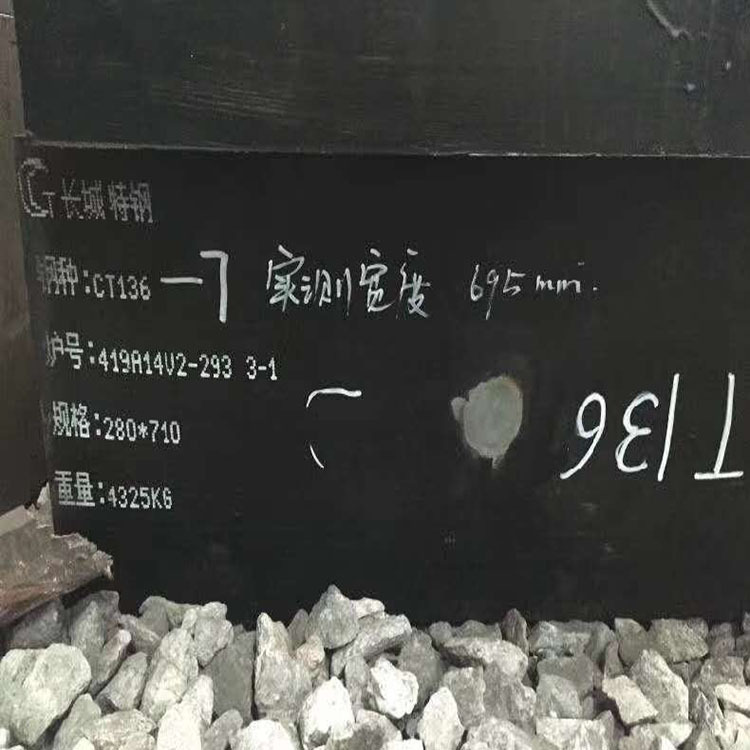 CT 长城特钢
钢种:CT136 一7 实测宽度 695mm.
炉号:419A14V2-293 3-1
规格:280*710
T136
重量:4325KG